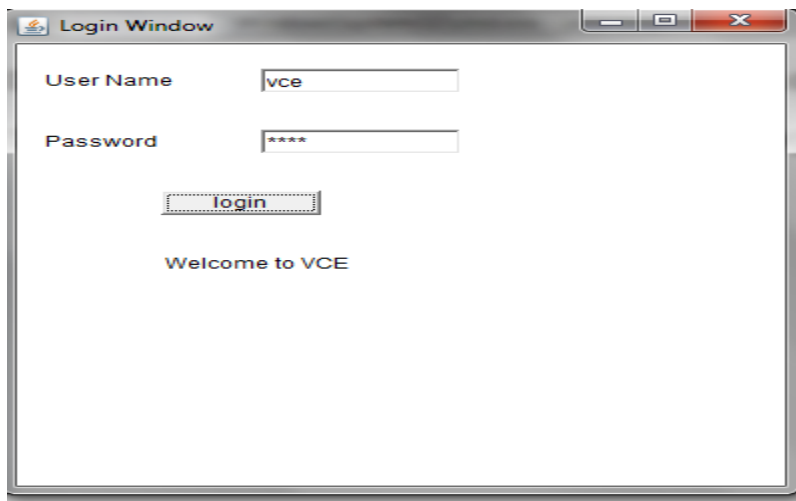 Login Window
User Name vce
Password ****
login
Welcome to VCE